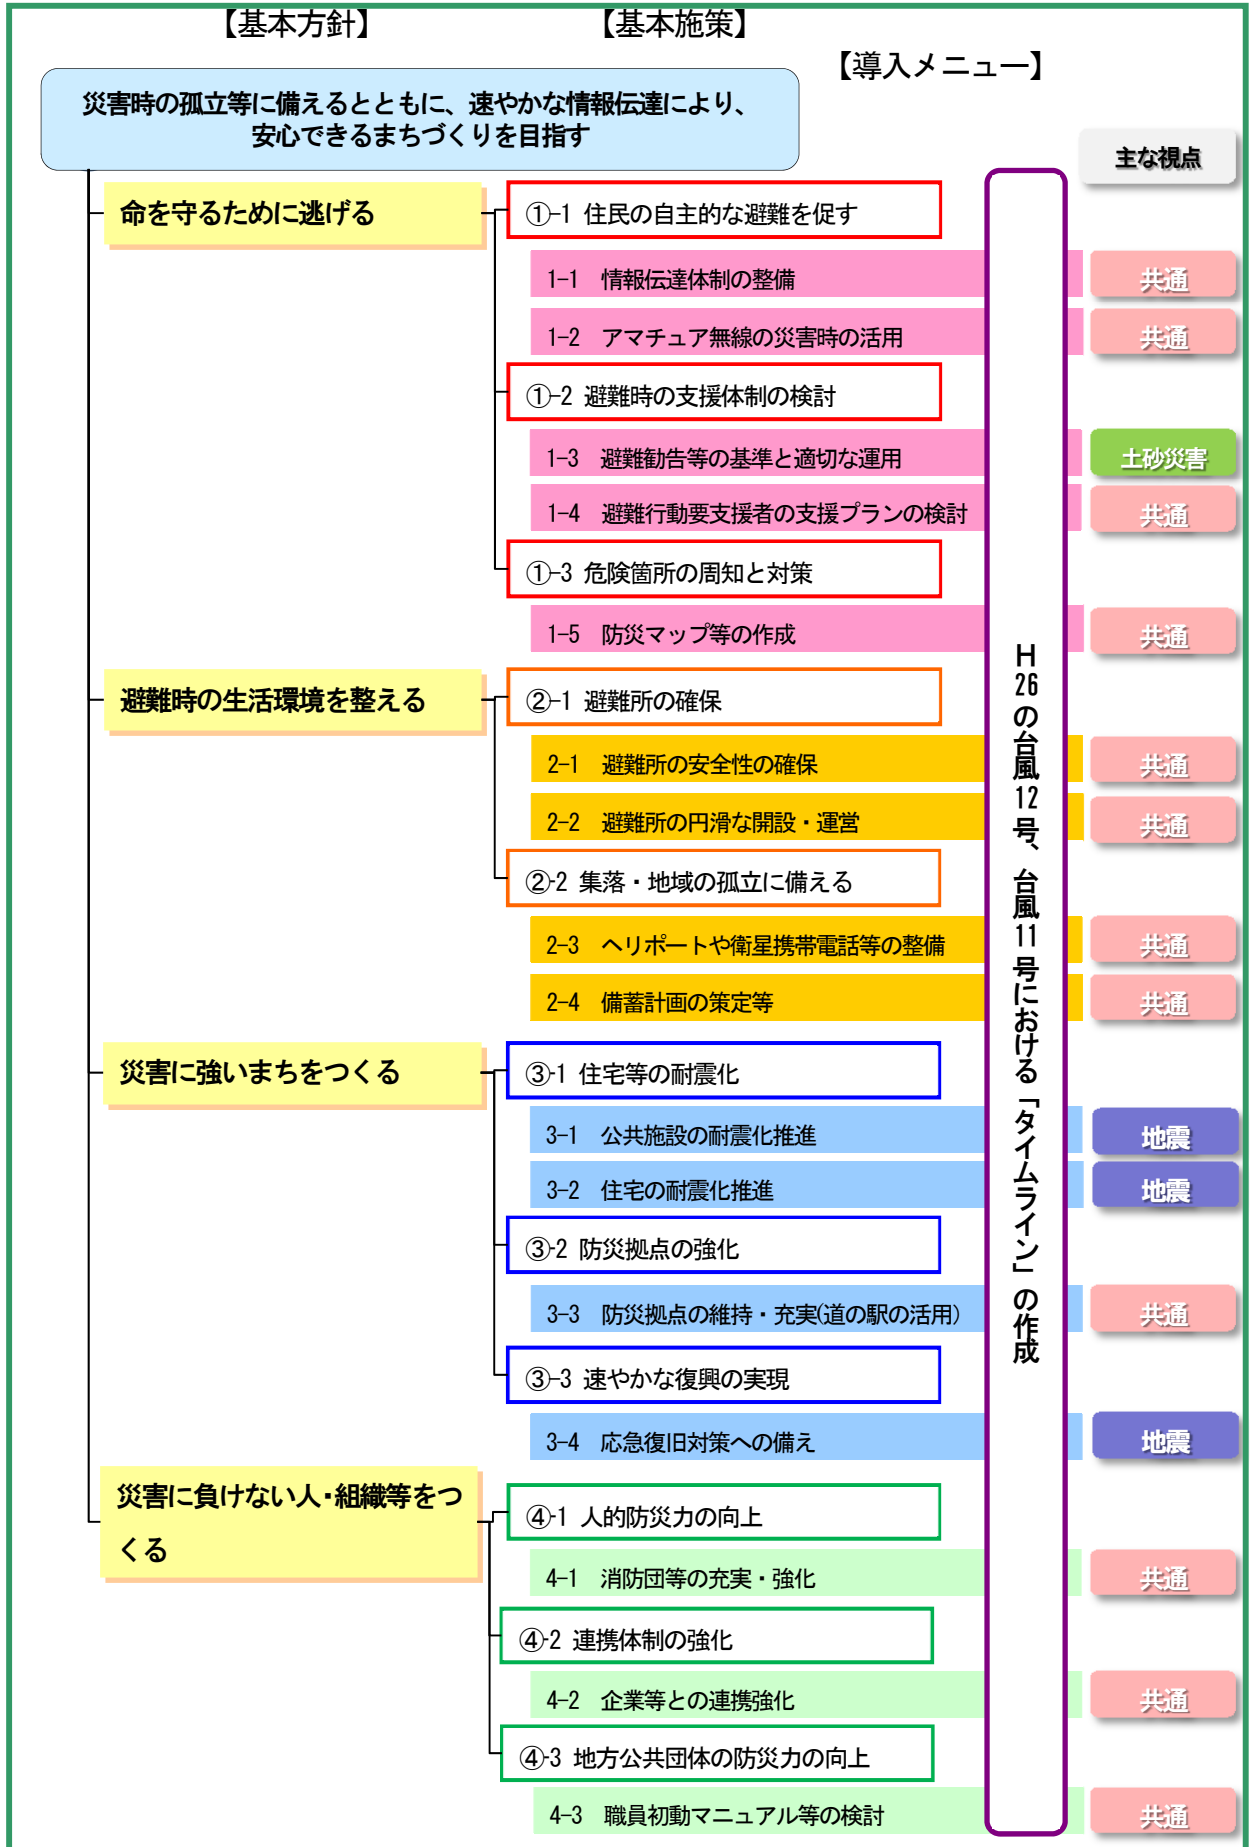 【基本方針】
【基本施策】
【導入メニュー】
災害時の孤立等に備えるとともに、速やかな情報伝達により、
安心できるまちづくりを目指す
主な視点
命を守るために逃げる
①-1 住民の自主的な避難を促す
1-1 情報伝達体制の整備
共通
1-2 アマチュア無線の災害時の活用
共通
①-2 避難時の支援体制の検討
1-3 避難勧告等の基準と適切な運用
土砂災害
1-4 避難行動要支援者の支援プランの検討
共通
①-3 危険箇所の周知と対策
1-5 防災マップ等の作成
共通
避難時の生活環境を整える
②-1 避難所の確保
2-1 避難所の安全性の確保
共通
2-2 避難所の円滑な開設・運営
共通
②-2 集落・地域の孤立に備える
2-3 ヘリポートや衛星携帯電話等の整備
共通
2-4 備蓄計画の策定等
共通
災害に強いまちをつくる
③-1 住宅等の耐震化
3-1 公共施設の耐震化推進
地震
3-2 住宅の耐震化推進
地震
③-2 防災拠点の強化
3-3 防災拠点の維持・充実(道の駅の活用)
共通
③-3 速やかな復興の実現
3-4 応急復旧対策への備え
地震
災害に負けない人・組織等をつ
くる
④-1 人的防災力の向上
4-1 消防団等の充実・強化
共通
④-2 連携体制の強化
4-2 企業等との連携強化
共通
④-3 地方公共団体の防災力の向上
4-3 職員初動マニュアル等の検討
共通
H26の台風12号、台風11号における「タイムライン」の作成